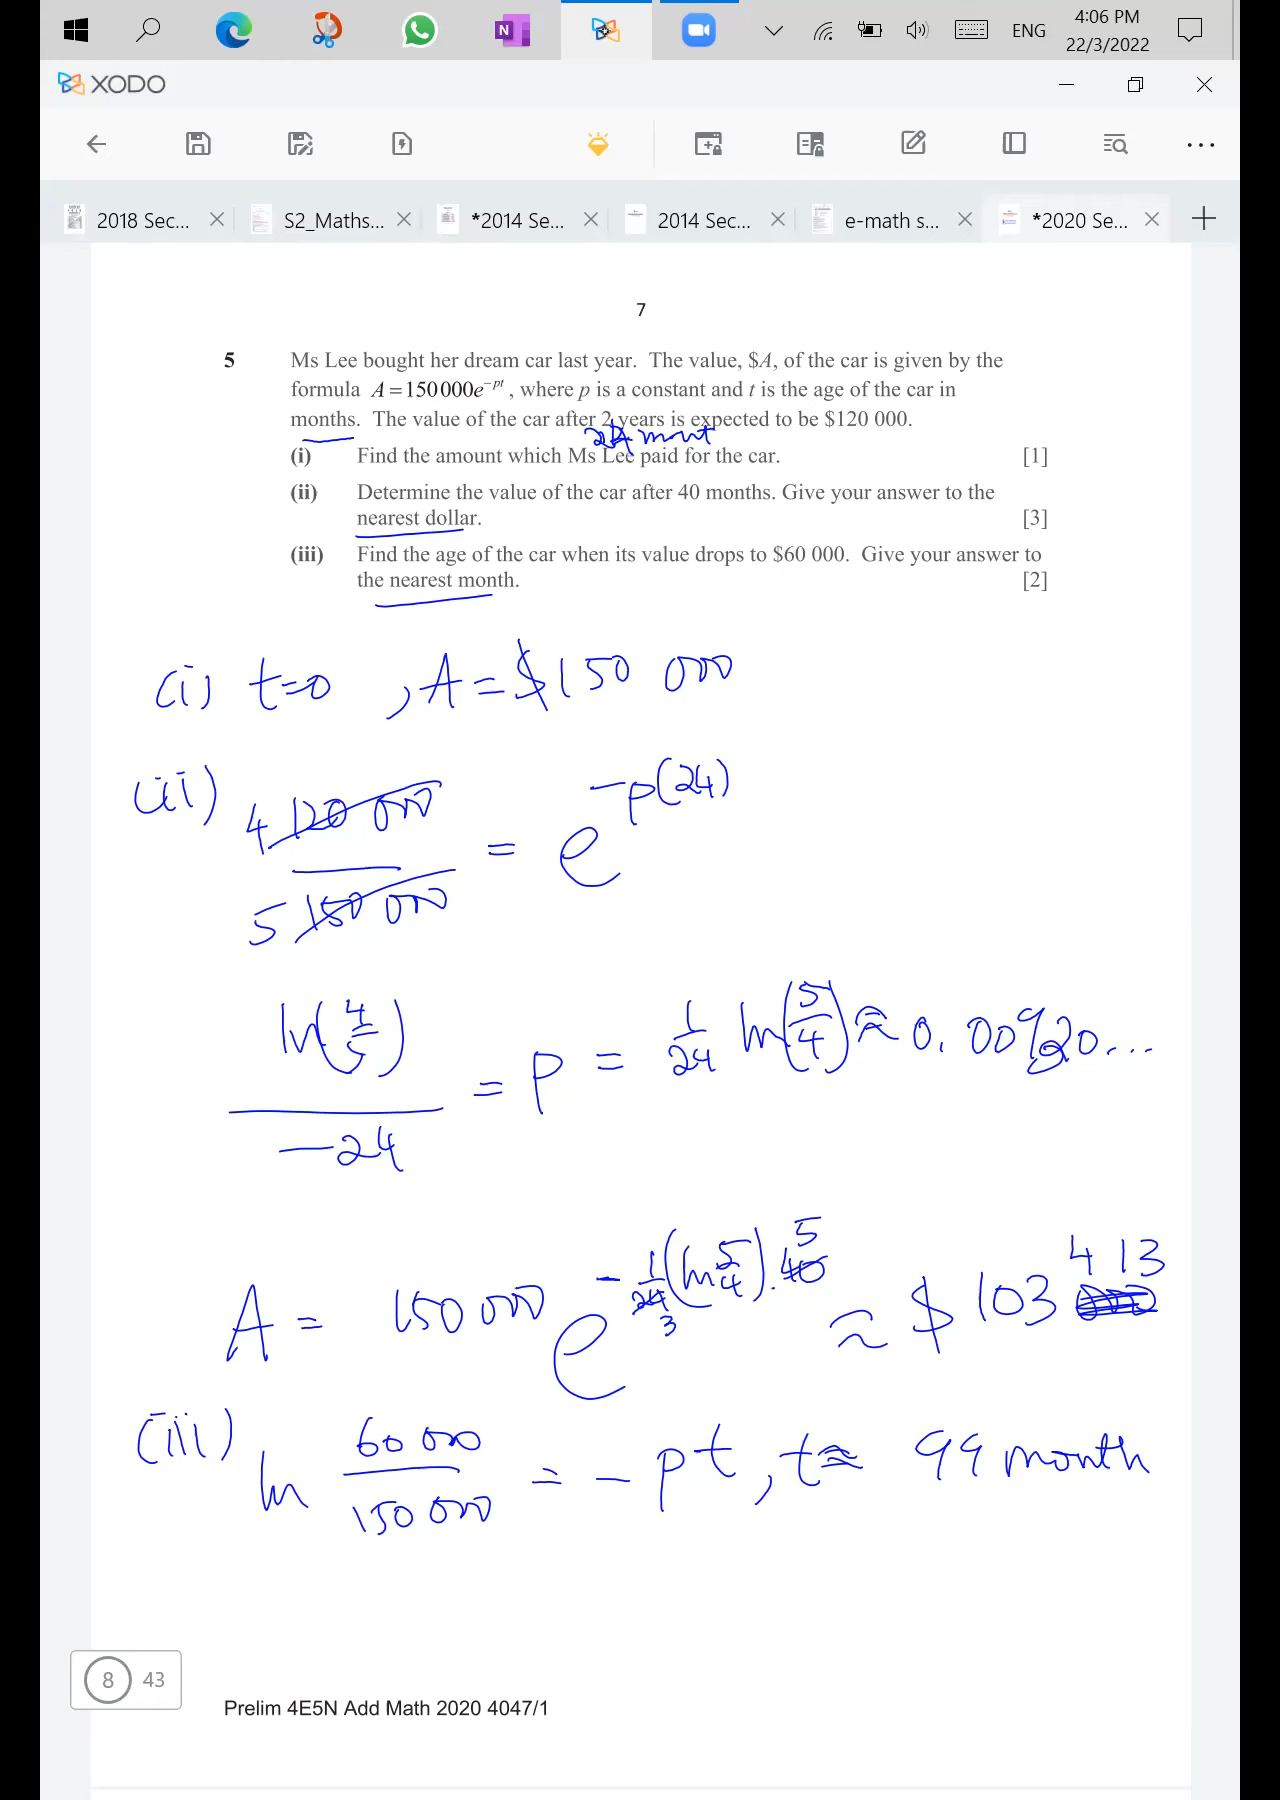 4:06 PM
ENG
22/3/2022
XODO
2018 Sec... S2_Maths... *2014 Se... 2014 Sec... e-math s... *2020 Se...
7
5 Ms Lee bought her dream car last year. The value, $A, of the car is given by the
formula A = 150000e^{-pt}, where p is a constant and t is the age of the car in
months. The value of the car after 2 years is expected to be $120 000.
24 mont
(i) Find the amount which Ms Lee paid for the car. [1]
(ii) Determine the value of the car after 40 months. Give your answer to the
nearest dollar. [3]
(iii) Find the age of the car when its value drops to $60 000. Give your answer to
the nearest month. [2]
(i) t=0 , A = $150 000
(ii) 4 120 000 / 5 150 000 = e^{-p(24)}
ln(4/5) / -24 = p = 1/24 ln(5/4) ≈ 0.00920...
A = 150 000 e^{-1/24 (ln 5/4) . 40} ≈ $103 413
5
3
(iii) ln 60 000 / 150 000 = - pt , t ≈ 99 month
8 43
Prelim 4E5N Add Math 2020 4047/1